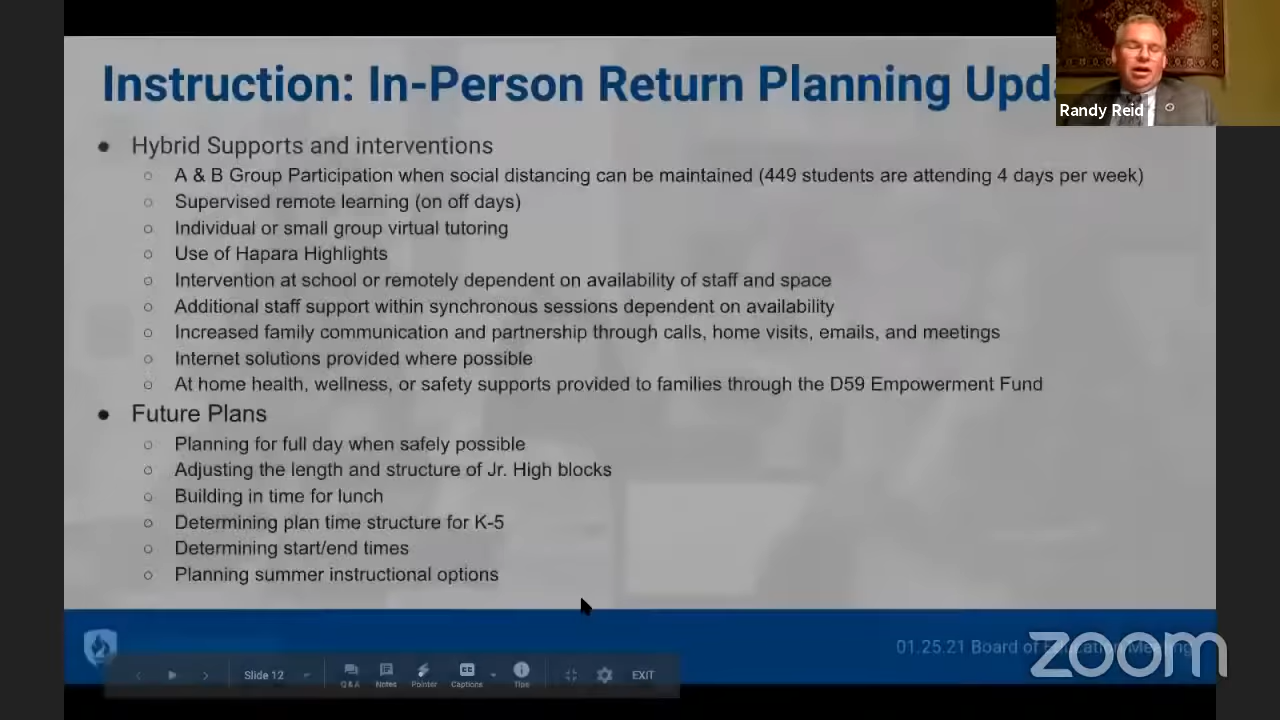 Instruction: In-Person Return Planning Upda
Randy Reid
Hybrid Supports and interventions
A & B Group Participation when social distancing can be maintained (449 students are attending 4 days per week)
Supervised remote learning (on off days)
Individual or small group virtual tutoring
Use of Hapara Highlights
Intervention at school or remotely dependent on availability of staff and space
Additional staff support within synchronous sessions dependent on availability
Increased family communication and partnership through calls, home visits, emails, and meetings
Internet solutions provided where possible
At home health, wellness, or safety supports provided to families through the D59 Empowerment Fund
Future Plans
Planning for full day when safely possible
Adjusting the length and structure of Jr. High blocks
Building in time for lunch
Determining plan time structure for K-5
Determining start/end times
Planning summer instructional options
01.25.21 Board of Education Meeting
zoom
Slide 12
Q&A Notes Pointer Captions Tips EXIT